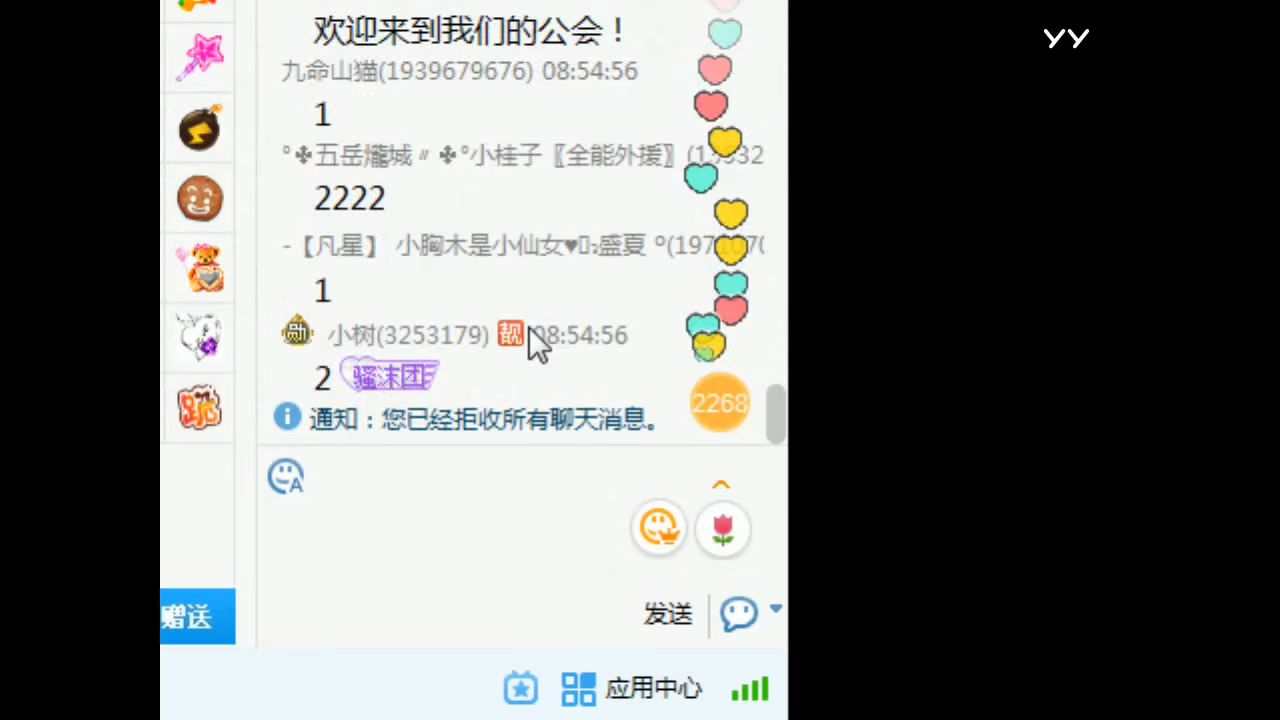 YY
欢迎来到我们的公会！
九命山猫(1939679676) 08:54:56
1
°✤五岳爖城〃✤°小桂子〖全能外援〗
2222
-【凡星】 小胸木是小仙女♥ 盛夏 º
1
勋 小树(3253179) 靓 08:54:56
2 骚沫团
2268
通知：您已经拒收所有聊天消息。
跪
赠送
发送
应用中心